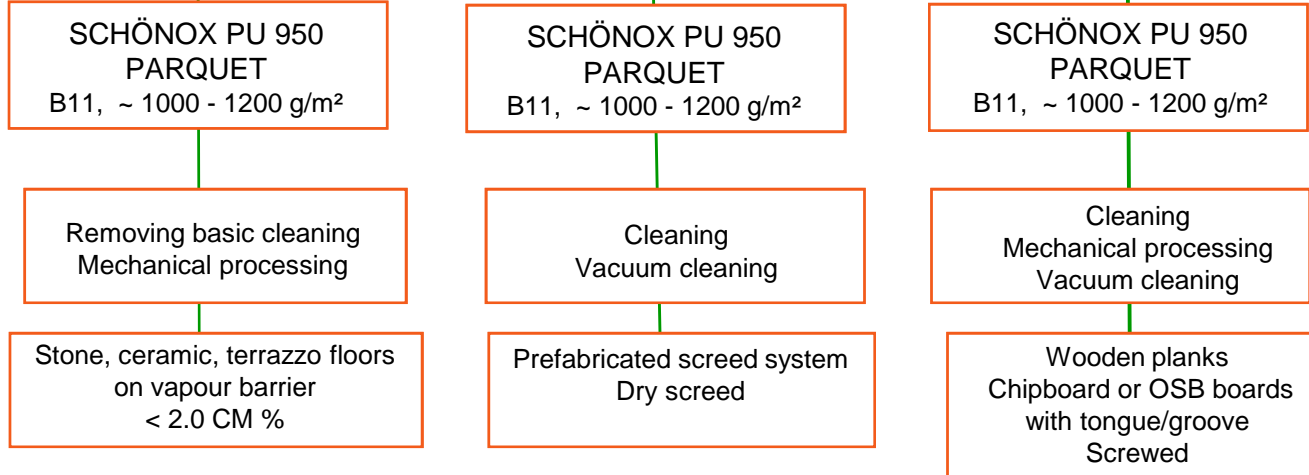 SCHÖNOX PU 950
PARQUET
B11, ~ 1000 - 1200 g/m²
SCHÖNOX PU 950
PARQUET
B11, ~ 1000 - 1200 g/m²
SCHÖNOX PU 950
PARQUET
B11, ~ 1000 - 1200 g/m²
Removing basic cleaning
Mechanical processing
Cleaning
Vacuum cleaning
Cleaning
Mechanical processing
Vacuum cleaning
Stone, ceramic, terrazzo floors
on vapour barrier
< 2.0 CM %
Prefabricated screed system
Dry screed
Wooden planks
Chipboard or OSB boards
with tongue/groove
Screwed